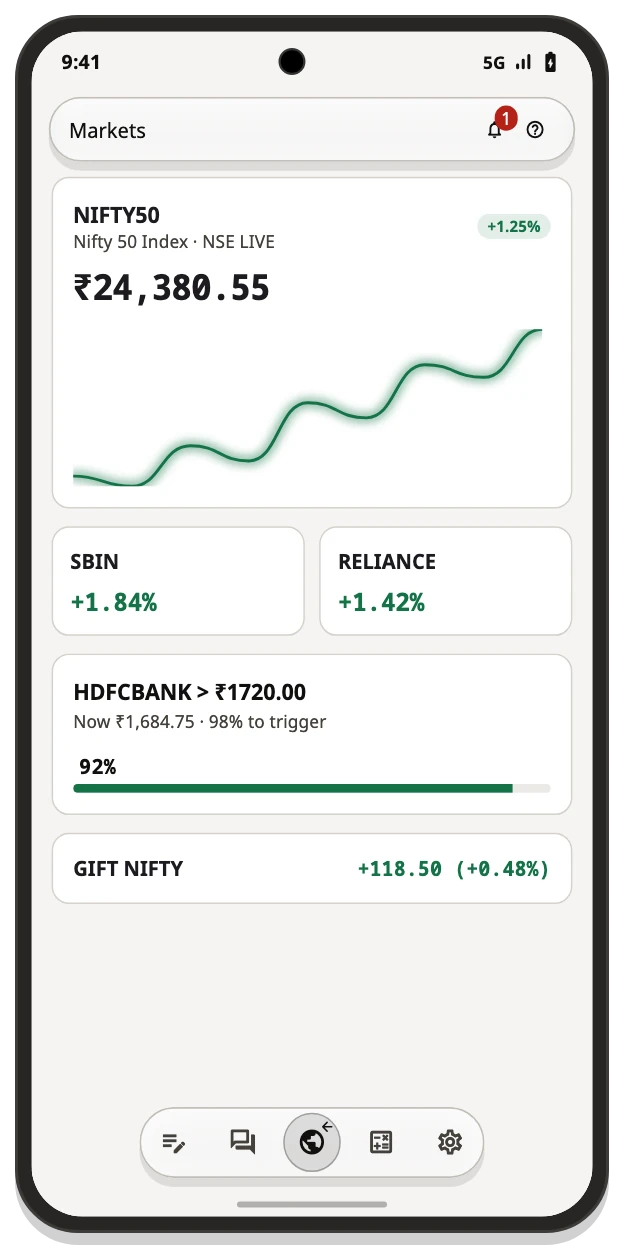 9:41
5G
Markets
1
NIFTY50
+1.25%
Nifty 50 Index · NSE LIVE
₹24,380.55
SBIN
+1.84%
RELIANCE
+1.42%
HDFCBANK > ₹1720.00
Now ₹1,684.75 · 98% to trigger
92%
GIFT NIFTY
+118.50 (+0.48%)